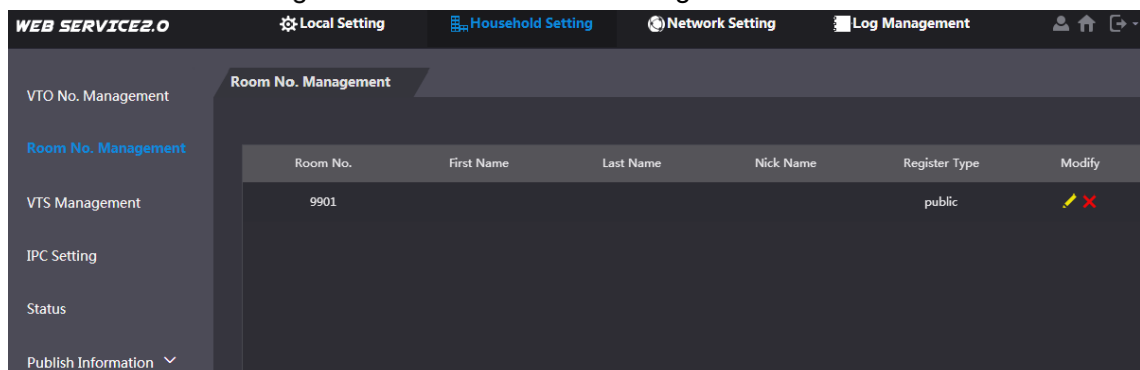 WEB SERVICE2.0 Local Setting Household Setting Network Setting Log Management
Room No. Management
VTO No. Management
Room No. Management
VTS Management
IPC Setting
Status
Publish Information
Room No. First Name Last Name Nick Name Register Type Modify
9901 public